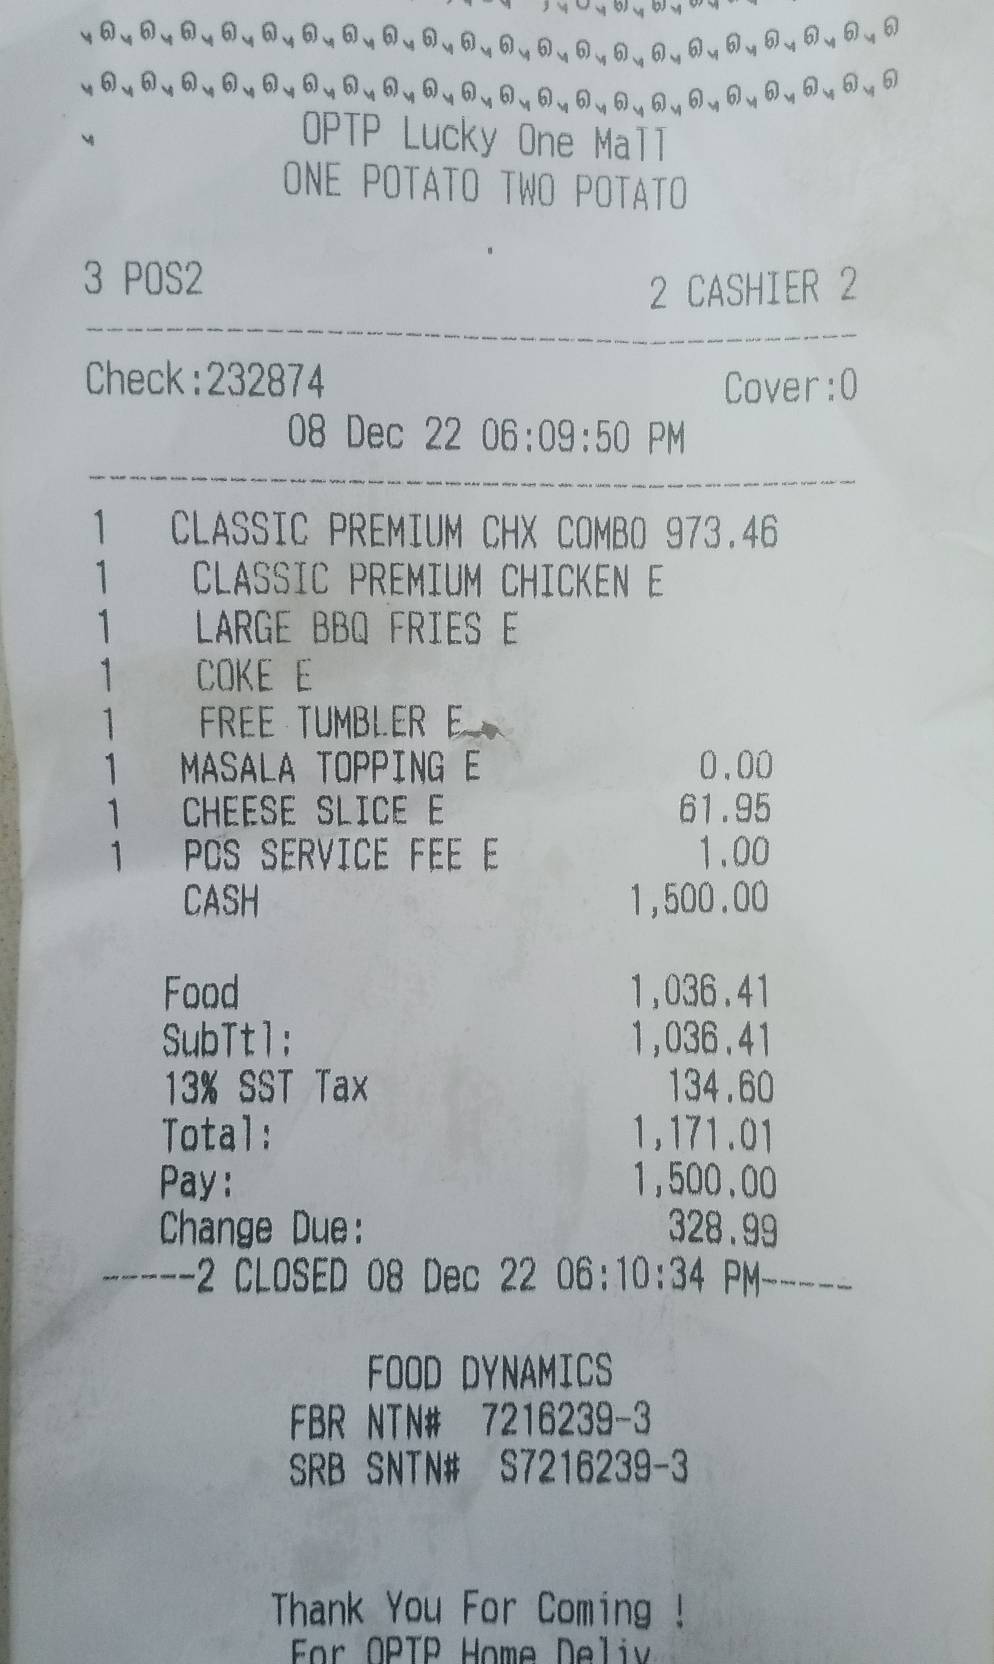 OPTP Lucky One Mall
ONE POTATO TWO POTATO
3 POS2 2 CASHIER 2
Check:232874 Cover:0
08 Dec 22 06:09:50 PM
1 CLASSIC PREMIUM CHX COMBO 973.46
1 CLASSIC PREMIUM CHICKEN E
1 LARGE BBQ FRIES E
1 COKE E
1 FREE TUMBLER E
1 MASALA TOPPING E 0.00
1 CHEESE SLICE E 61.95
1 POS SERVICE FEE E 1.00
CASH 1,500.00
Food 1,036.41
SubTtl: 1,036.41
13% SST Tax 134.60
Total: 1,171.01
Pay: 1,500.00
Change Due: 328.99
------2 CLOSED 08 Dec 22 06:10:34 PM-----
FOOD DYNAMICS
FBR NTN# 7216239-3
SRB SNTN# S7216239-3
Thank You For Coming !
For OPTP Home Deliv